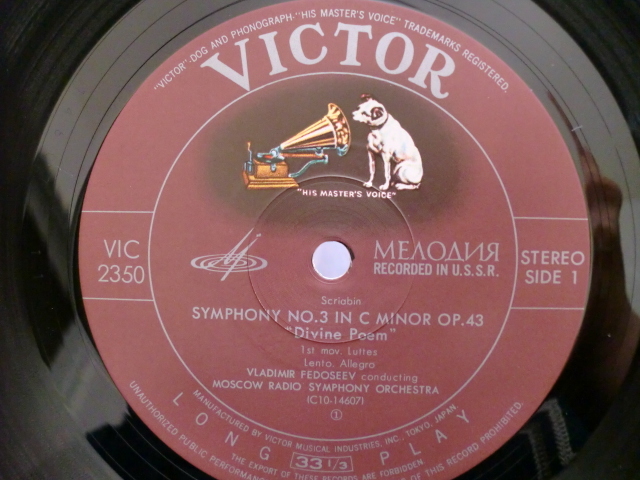 "VICTOR"-DOG AND PHONOGRAPH-"HIS MASTER'S VOICE" TRADEMARKS REGISTERED.
VICTOR
"HIS MASTER'S VOICE"
VIC
2350
МЕЛОДИЯ
RECORDED IN U.S.S.R.
STEREO
SIDE 1
Scriabin
SYMPHONY NO.3 IN C MINOR OP.43
"Divine Poem"
1st mov. Luttes
Lento. Allegro
VLADIMIR FEDOSEEV conducting
MOSCOW RADIO SYMPHONY ORCHESTRA
(C10-14607)
①
LONG PLAY
33 1/3
MANUFACTURED BY VICTOR MUSICAL INDUSTRIES, INC., TOKYO, JAPAN
THE EXPORT OF THESE RECORDS ARE FORBIDDEN.
UNAUTHORIZED PUBLIC PERFORMANCE OF THIS RECORD PROHIBITED.